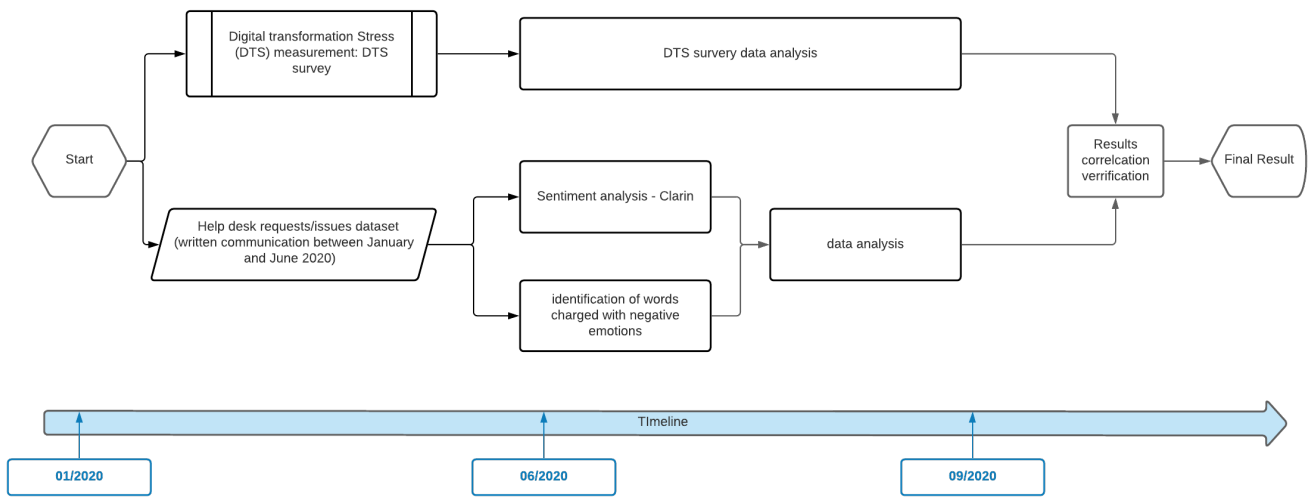 Digital transformation Stress
(DTS) measurement: DTS
survey
DTS survery data analysis
Start
Results
correlcation
verrification
Final Result
Sentiment analysis - Clarin
Help desk requests/issues dataset
(written communication between January
and June 2020)
data analysis
identification of words
charged with negative
emotions
TImeline
01/2020
06/2020
09/2020